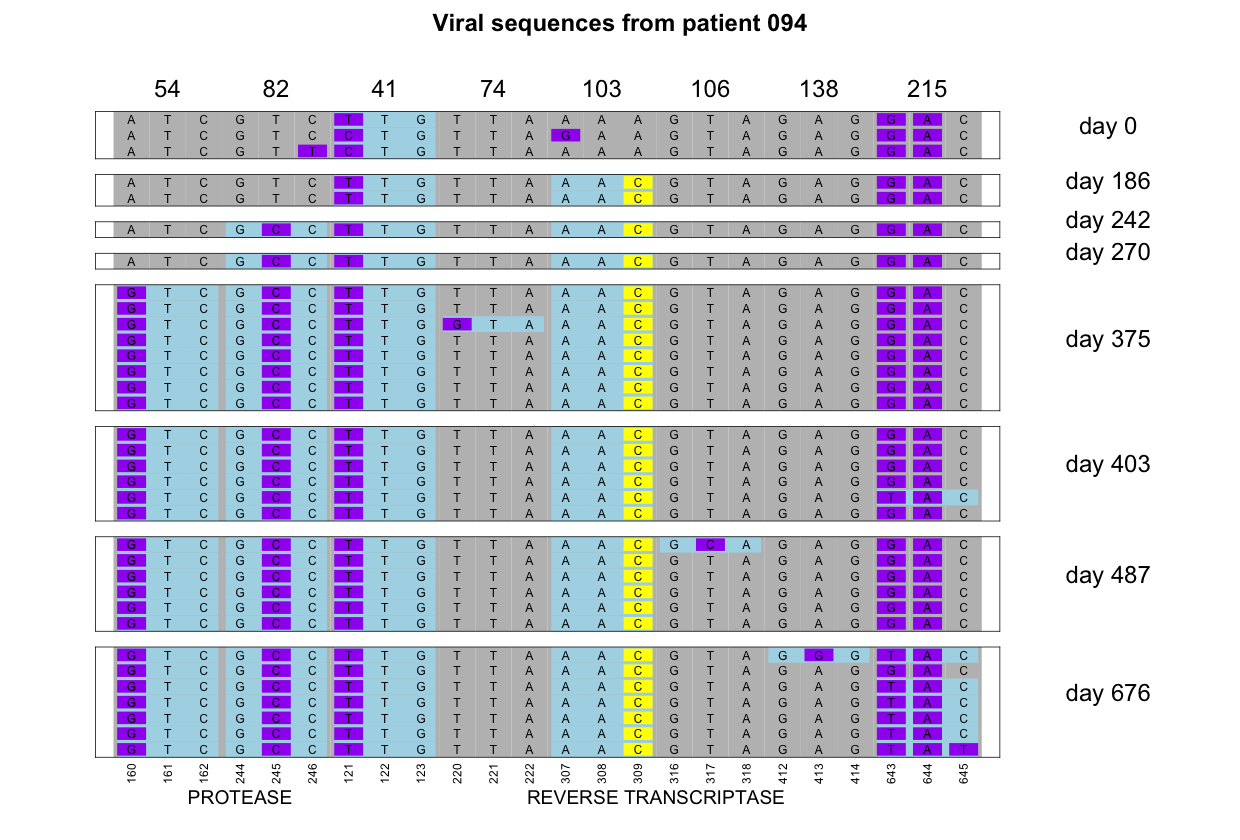 Viral sequences from patient 094
54 82 41 74 103 106 138 215
A T C G T C T T G T T A A A A G T A G A G G A C
day 0
A T C G T C C T G T T A G A A G T A G A G G A C
A T C G T T C T G T T A A A A G T A G A G G A C
A T C G T C T T G T T A A A C G T A G A G G A C
day 186
A T C G T C T T G T T A A A C G T A G A G G A C
day 242
A T C G C C T T G T T A A A C G T A G A G G A C
day 270
A T C G C C T T G T T A A A C G T A G A G G A C
G T C G C C T T G T T A A A C G T A G A G G A C
G T C G C C T T G T T A A A C G T A G A G G A C
G T C G C C T T G G T A A A C G T A G A G G A C
day 375
G T C G C C T T G T T A A A C G T A G A G G A C
G T C G C C T T G T T A A A C G T A G A G G A C
G T C G C C T T G T T A A A C G T A G A G G A C
G T C G C C T T G T T A A A C G T A G A G G A C
G T C G C C T T G T T A A A C G T A G A G G A C
G T C G C C T T G T T A A A C G T A G A G G A C
G T C G C C T T G T T A A A C G T A G A G G A C
G T C G C C T T G T T A A A C G T A G A G G A C
day 403
G T C G C C T T G T T A A A C G T A G A G G A C
G T C G C C T T G T T A A A C G T A G A G T A C
G T C G C C T T G T T A A A C G T A G A G G A C
G T C G C C T T G T T A A A C G C A G A G G A C
G T C G C C T T G T T A A A C G T A G A G G A C
G T C G C C T T G T T A A A C G T A G A G G A C
day 487
G T C G C C T T G T T A A A C G T A G A G G A C
G T C G C C T T G T T A A A C G T A G A G G A C
G T C G C C T T G T T A A A C G T A G A G G A C
G T C G C C T T G T T A A A C G T A G G G T A C
G T C G C C T T G T T A A A C G T A G A G G A C
G T C G C C T T G T T A A A C G T A G A G T A C
day 676
G T C G C C T T G T T A A A C G T A G A G T A C
G T C G C C T T G T T A A A C G T A G A G T A C
G T C G C C T T G T T A A A C G T A G A G T A C
G T C G C C T T G T T A A A C G T A G A G T A T
160 161 162 244 245 246 121 122 123 220 221 222 307 308 309 316 317 318 412 413 414 643 644 645
PROTEASE REVERSE TRANSCRIPTASE